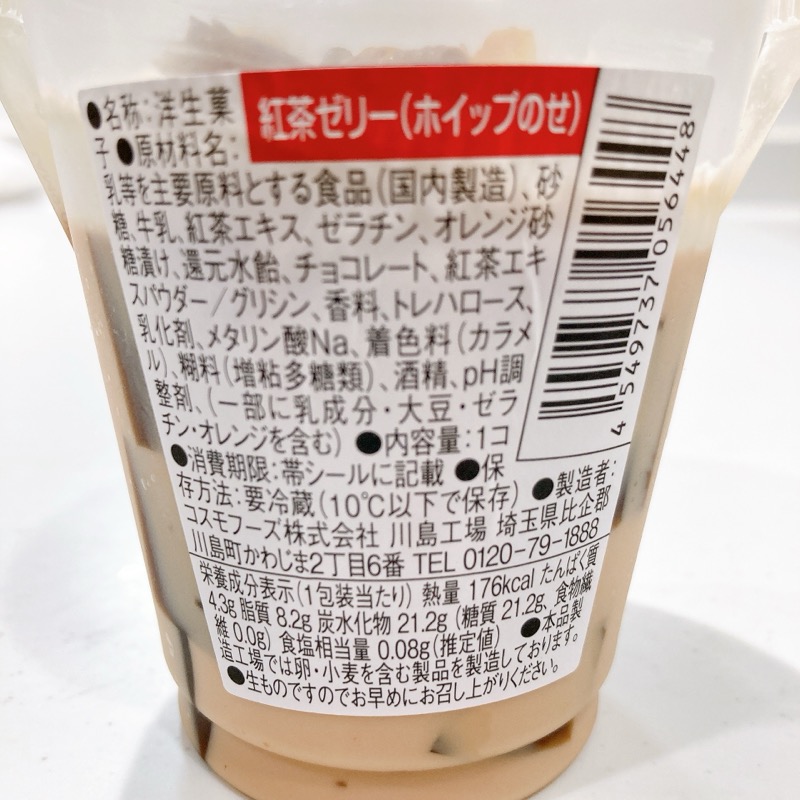 紅茶ゼリー(ホイップのせ)
●名称:洋生菓
子●原材料名:
乳等を主要原料とする食品(国内製造)、砂
糖、牛乳、紅茶エキス、ゼラチン、オレンジ砂
糖漬け、還元水飴、チョコレート、紅茶エキ
スパウダー/グリシン、香料、トレハロース、
乳化剤、メタリン酸Na、着色料(カラメ
ル)、糊料(増粘多糖類)、酒精、pH調
整剤、(一部に乳成分・大豆・ゼラ
チン・オレンジを含む) ●内容量:1コ
●消費期限:帯シールに記載 ●保
存方法:要冷蔵(10℃以下で保存) ●製造者:
コスモフーズ株式会社 川島工場 埼玉県比企郡
川島町かわじま2丁目6番 TEL 0120-79-1888
栄養成分表示(1包装当たり) 熱量 176kcal たんぱく質
4.3g 脂質 8.2g 炭水化物 21.2g (糖質 21.2g、食物繊
維 0.0g) 食塩相当量 0.08g(推定値) ●本品製
造工場では卵・小麦を含む製品を製造しております。
●生ものですのでお早めにお召し上がりください。
4 549737 056448